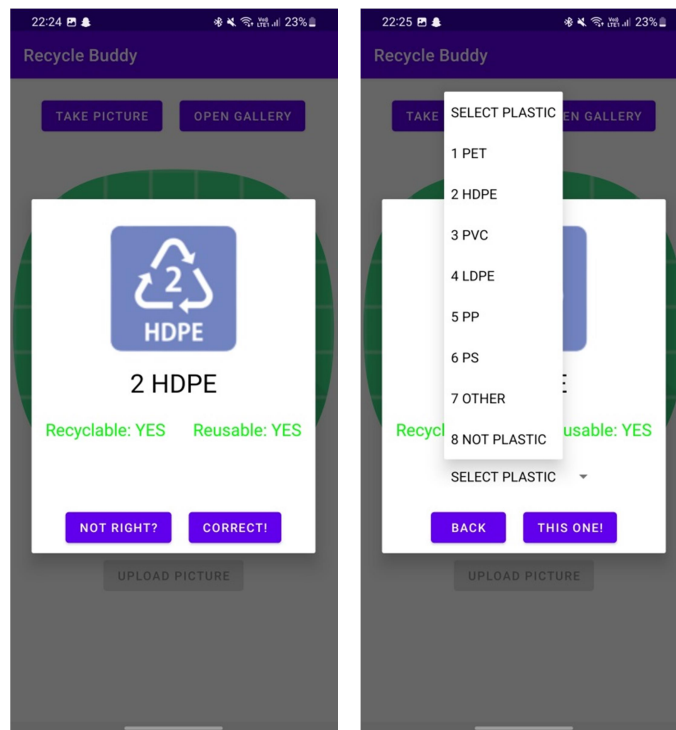 22:24 23%
Recycle Buddy
TAKE PICTURE OPEN GALLERY
2
HDPE
2 HDPE
Recyclable: YES Reusable: YES
NOT RIGHT? CORRECT!
UPLOAD PICTURE
22:25 23%
Recycle Buddy
TAKE EN GALLERY
SELECT PLASTIC
1 PET
2 HDPE
3 PVC
4 LDPE
5 PP
6 PS
7 OTHER
8 NOT PLASTIC
Recycl usable: YES
SELECT PLASTIC
BACK THIS ONE!
UPLOAD PICTURE